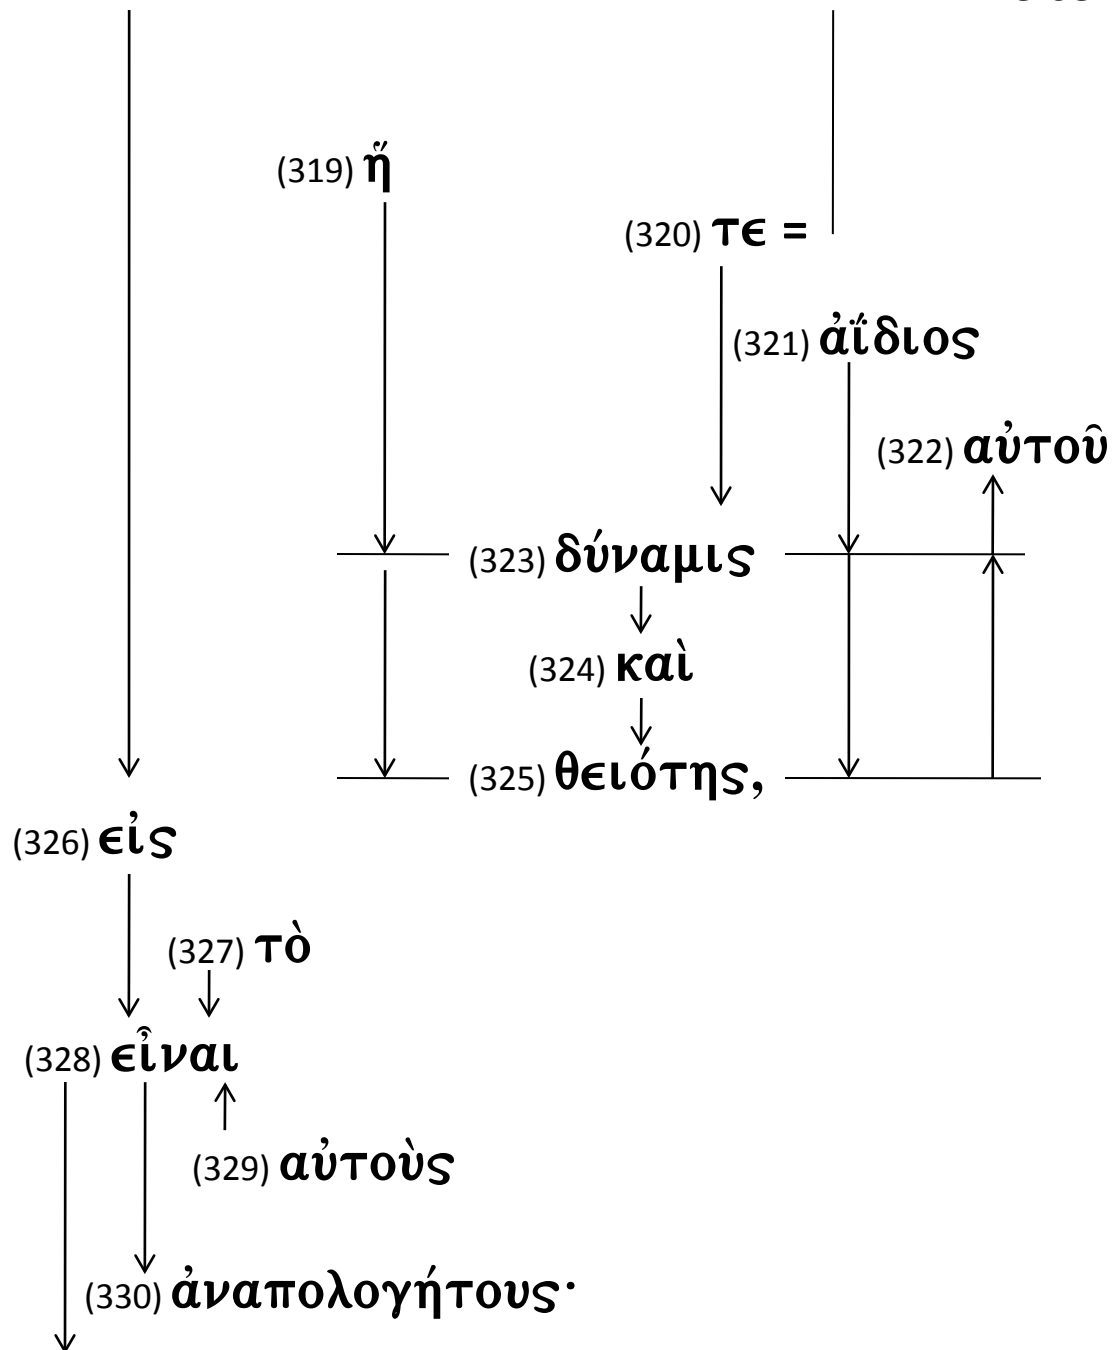 (319) ἥ
(320) τε =
(321) ἀΐδιος
(322) αὐτοῦ
(323) δύναμις
(324) καὶ
(325) θειότης,
(326) εἰς
(327) τὸ
(328) εἶναι
(329) αὐτοὺς
(330) ἀναπολογήτους·